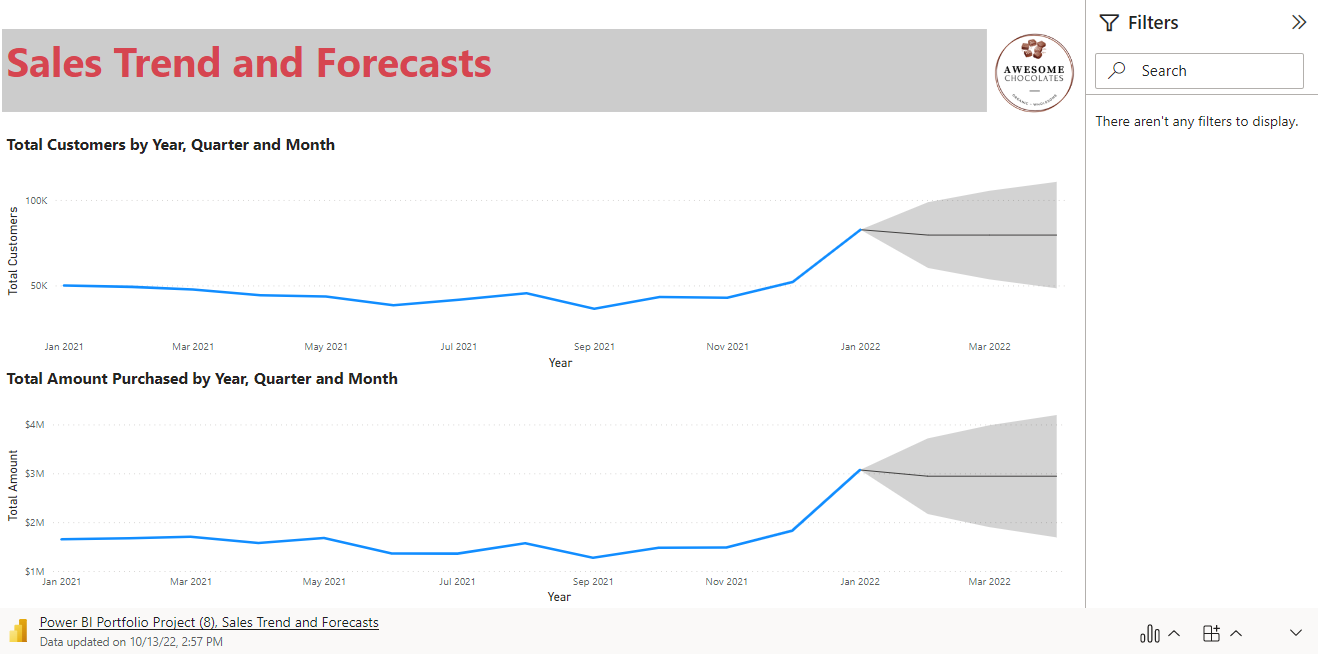 Sales Trend and Forecasts
AWESOME
CHOCOLATES
ORGANIC • WHOLESOME
Filters
Search
There aren't any filters to display.
Total Customers by Year, Quarter and Month
Total Customers
100K
50K
Jan 2021 Mar 2021 May 2021 Jul 2021 Sep 2021 Nov 2021 Jan 2022 Mar 2022
Year
Total Amount Purchased by Year, Quarter and Month
Total Amount
$4M
$3M
$2M
$1M
Jan 2021 Mar 2021 May 2021 Jul 2021 Sep 2021 Nov 2021 Jan 2022 Mar 2022
Year
Power BI Portfolio Project (8), Sales Trend and Forecasts
Data updated on 10/13/22, 2:57 PM